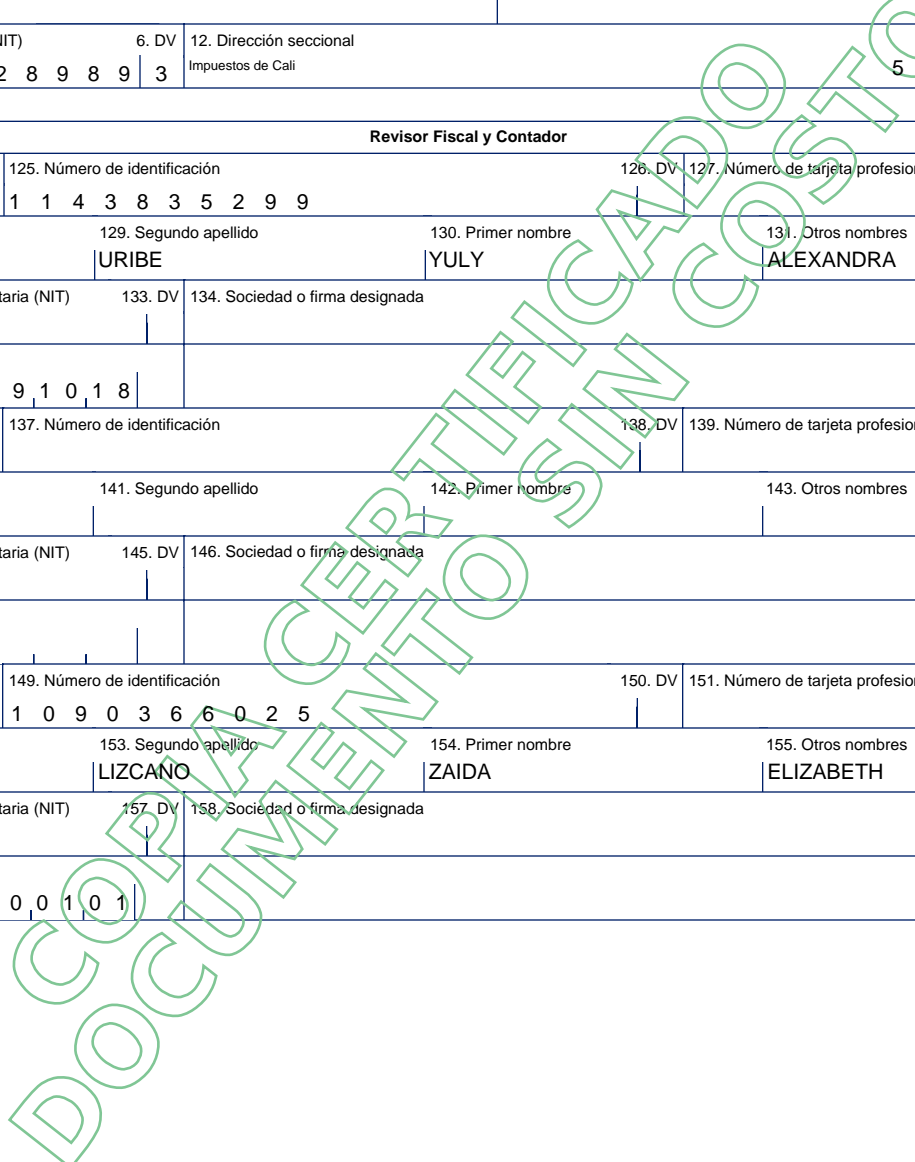 IIT) 6. DV 12. Dirección seccional
2 8 9 8 9 3 Impuestos de Cali 5
Revisor Fiscal y Contador
125. Número de identificación 126. DV 127. Número de tarjeta profesion
1 1 4 3 8 3 5 2 9 9
129. Segundo apellido 130. Primer nombre 131. Otros nombres
URIBE YULY ALEXANDRA
taria (NIT) 133. DV 134. Sociedad o firma designada
9 1 0 1 8
137. Número de identificación 138. DV 139. Número de tarjeta profesion
141. Segundo apellido 142. Primer nombre 143. Otros nombres
taria (NIT) 145. DV 146. Sociedad o firma designada
149. Número de identificación 150. DV 151. Número de tarjeta profesion
1 0 9 0 3 6 6 0 2 5
153. Segundo apellido 154. Primer nombre 155. Otros nombres
LIZCANO ZAIDA ELIZABETH
taria (NIT) 157. DV 158. Sociedad o firma designada
0 0 1 0 1
COPIA CERTIFICADO
DOCUMENTO SIN COSTO